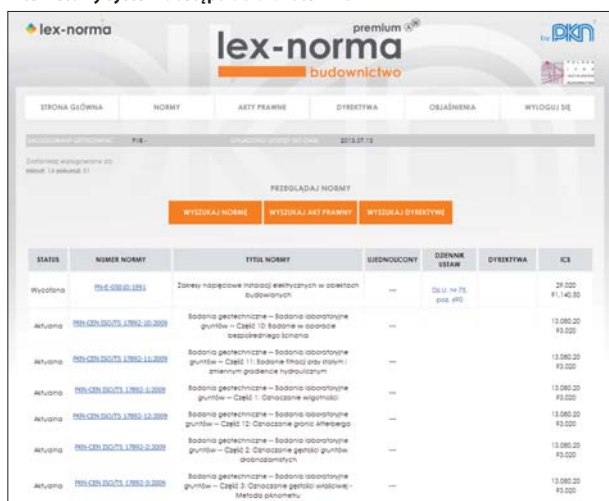 lex-norma
premium
lex-norma
budownictwo
by PKN
STRONA GŁÓWNA NORMY AKTY PRAWNE DYREKTYWA OBJAŚNIENIA WYLOGUJ SIĘ
PIIB - 2013.07.13
PRZEGLĄDAJ NORMY
WYSZUKAJ NORMĘ WYSZUKAJ AKT PRAWNY WYSZUKAJ DYREKTYWĘ
STATUS NUMER NORMY TYTUŁ NORMY UJEDNOLICONY DZIENNIK USTAW DYREKTYWA ICS
Wycofana PN-E-05010:1991 Zakresy napięciowe instalacji elektrycznych w obiektach budowlanych --- Dz.U. nr 75, poz. 690 29.020 91.140.50
Aktualna PKN-CEN ISO/TS 17892-10:2009 Badania geotechniczne -- Badania laboratoryjne gruntów -- Część 10: Badanie w aparacie bezpośredniego ścinania --- 13.080.20 93.020
Aktualna PKN-CEN ISO/TS 17892-11:2009 Badania geotechniczne -- Badania laboratoryjne gruntów -- Część 11: Badanie filtracji przy stałym i zmiennym gradiencie hydraulicznym --- 13.080.20 93.020
Aktualna PKN-CEN ISO/TS 17892-1:2009 Badania geotechniczne -- Badania laboratoryjne gruntów -- Część 1: Oznaczanie wilgotności --- 13.080.20 93.020
Aktualna PKN-CEN ISO/TS 17892-12:2009 Badania geotechniczne -- Badania laboratoryjne gruntów -- Część 12: Oznaczanie granic Atterberga --- 13.080.20 93.020
Aktualna PKN-CEN ISO/TS 17892-2:2009 Badania geotechniczne -- Badania laboratoryjne gruntów -- Część 2: Oznaczanie gęstości gruntów drobnoziarnistych --- 13.080.20 93.020
Aktualna PKN-CEN ISO/TS 17892-3:2009 Badania geotechniczne -- Badania laboratoryjne gruntów -- Część 3: Oznaczanie gęstości właściwej - Metoda piknometru --- 13.080.20 93.020